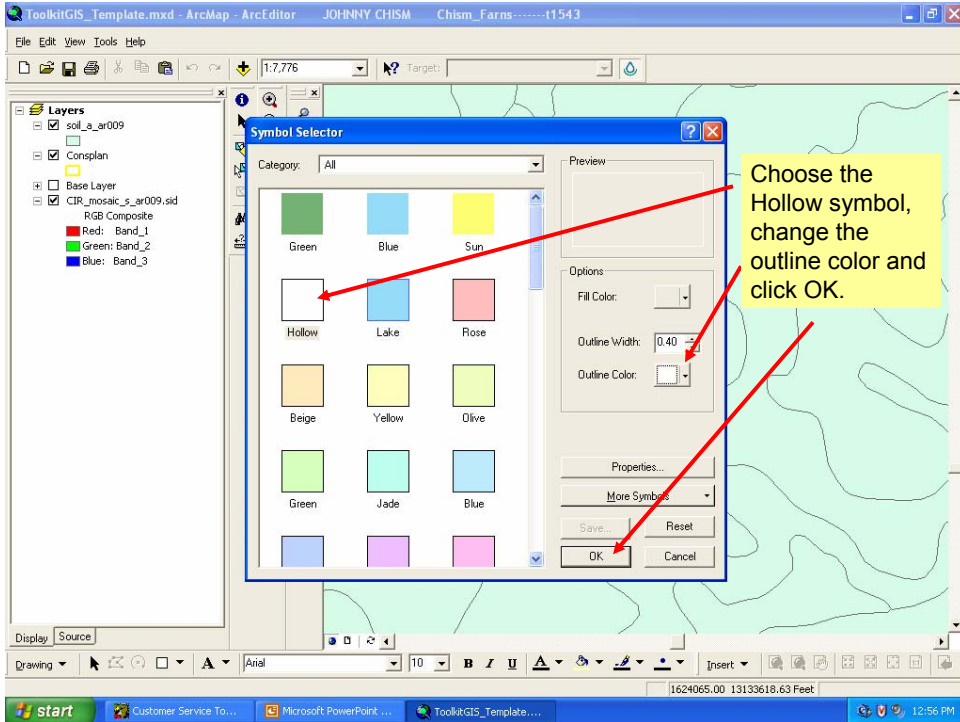 ToolkitGIS_Template.mxd - ArcMap - ArcEditor JOHNNY CHISM Chism_Farns-------t1543
File Edit View Tools Help
1:7,776 Target:
Layers
soil_a_ar009
Consplan
Base Layer
CIR_mosaic_s_ar009.sid
RGB Composite
Red: Band_1
Green: Band_2
Blue: Band_3
Display Source
Symbol Selector
Category: All
Green Blue Sun
Hollow Lake Rose
Beige Yellow Olive
Green Jade Blue
Preview
Options
Fill Color:
Outline Width: 0.40
Outline Color:
Properties...
More Symbols
Save... Reset
OK Cancel
Choose the
Hollow symbol,
change the
outline color and
click OK.
Drawing A Arial 10 B I U A Insert
1624065.00 13133618.63 Feet
start Customer Service To... Microsoft PowerPoint ... ToolkitGIS_Template.... 12:56 PM